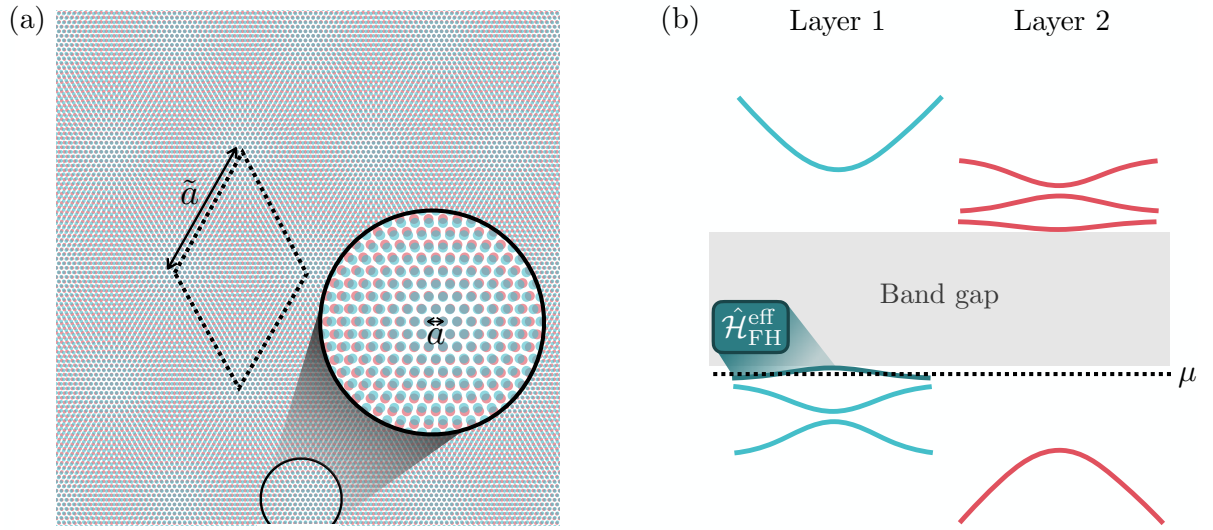 (a)
ã
a
(b)
Layer 1
Layer 2
Band gap
Ĥ^eff_FH
μ